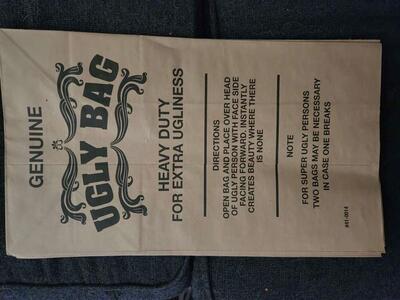 GENUINE
UGLY BAG
HEAVY DUTY
FOR EXTRA UGLINESS
DIRECTIONS
OPEN BAG AND PLACE OVER HEAD
OF UGLY PERSON WITH FACE SIDE
FACING FORWARD. INSTANTLY
CREATES BEAUTY WHERE THERE
IS NONE
NOTE
FOR SUPER UGLY PERSONS
TWO BAGS MAY BE NECESSARY
IN CASE ONE BREAKS
#41-0014